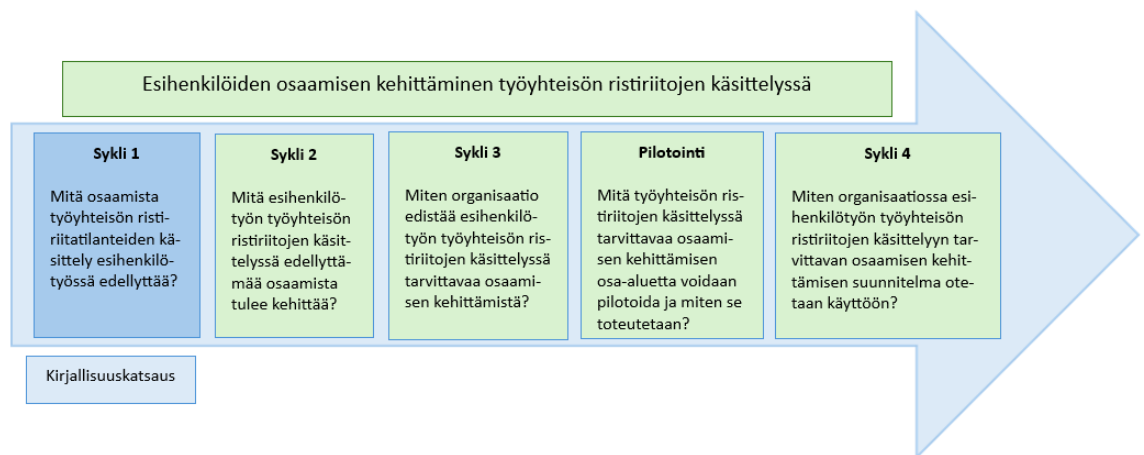 Esihenkilöiden osaamisen kehittäminen työyhteisön ristiriitojen käsittelyssä
Sykli 1
Mitä osaamista
työyhteisön risti-
riitatilanteiden kä-
sittely esihenkilö-
työssä edellyttää?
Sykli 2
Mitä esihenkilö-
työn työyhteisön
ristiriitojen käsit-
telyssä edellyttä-
mää osaamista
tulee kehittää?
Sykli 3
Miten organisaatio
edistää esihenkilö-
työn työyhteisön ris-
tiriitojen käsittelyssä
tarvittavaa osaami-
sen kehittämistä?
Pilotointi
Mitä työyhteisön ris-
tiriitojen käsittelyssä
tarvittavaa osaami-
sen kehittämisen
osa-aluetta voidaan
pilotoida ja miten se
toteutetaan?
Sykli 4
Miten organisaatiossa esi-
henkilötyön työyhteisön
ristiriitojen käsittelyyn tar-
vittavan osaamisen kehit-
tämisen suunnitelma ote-
taan käyttöön?
Kirjallisuuskatsaus